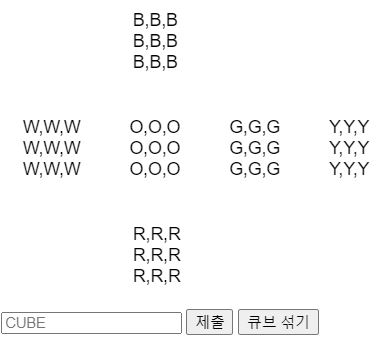 B,B,B
B,B,B
B,B,B
W,W,W O,O,O G,G,G Y,Y,Y
W,W,W O,O,O G,G,G Y,Y,Y
W,W,W O,O,O G,G,G Y,Y,Y
R,R,R
R,R,R
R,R,R
CUBE 제출 큐브 섞기